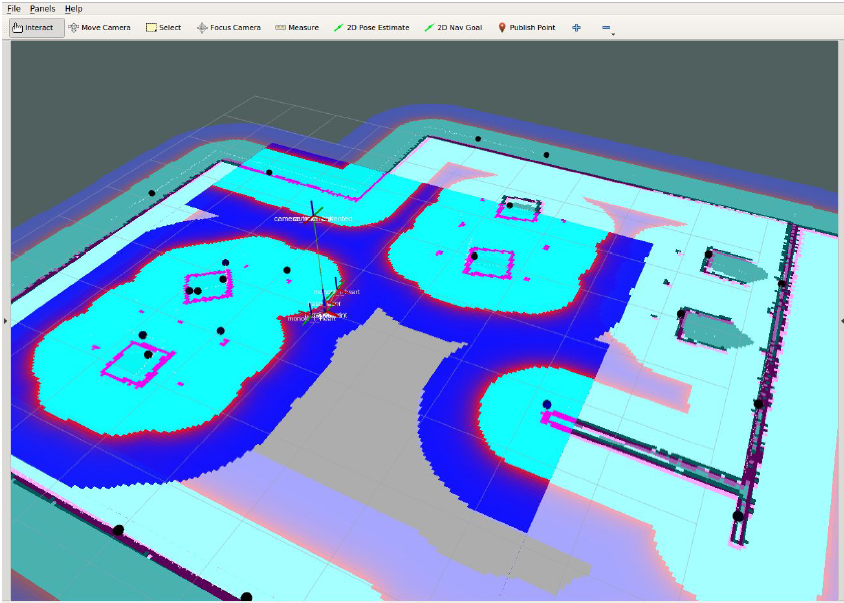 File Panels Help
Interact Move Camera Select Focus Camera Measure 2D Pose Estimate 2D Nav Goal Publish Point